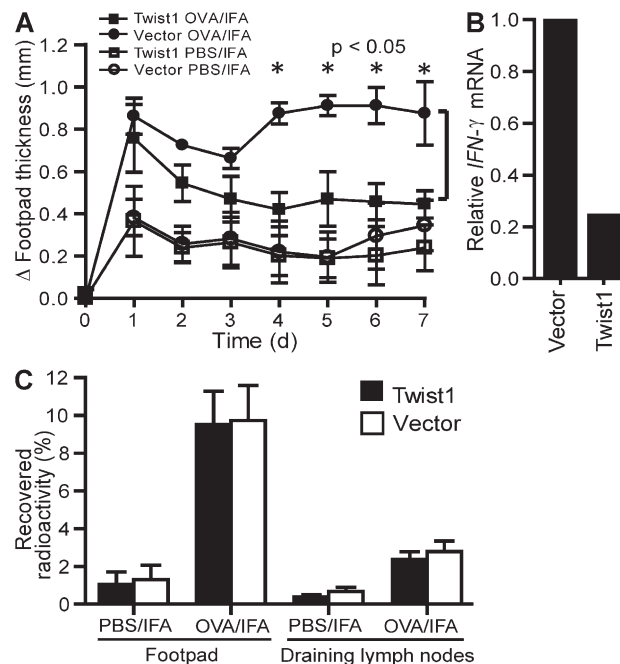 A
Twist1 OVA/IFA
Vector OVA/IFA
Twist1 PBS/IFA
Vector PBS/IFA
p < 0.05
* * * *
Δ Footpad thickness (mm)
1.2
1.0
0.8
0.6
0.4
0.2
0.0
0 1 2 3 4 5 6 7
Time (d)
B
Relative IFN-γ mRNA
1.0
0.8
0.6
0.4
0.2
0.0
Vector
Twist1
C
Recovered
radioactivity (%)
12
10
8
6
4
2
0
Twist1
Vector
PBS/IFA OVA/IFA PBS/IFA OVA/IFA
Footpad Draining lymph nodes